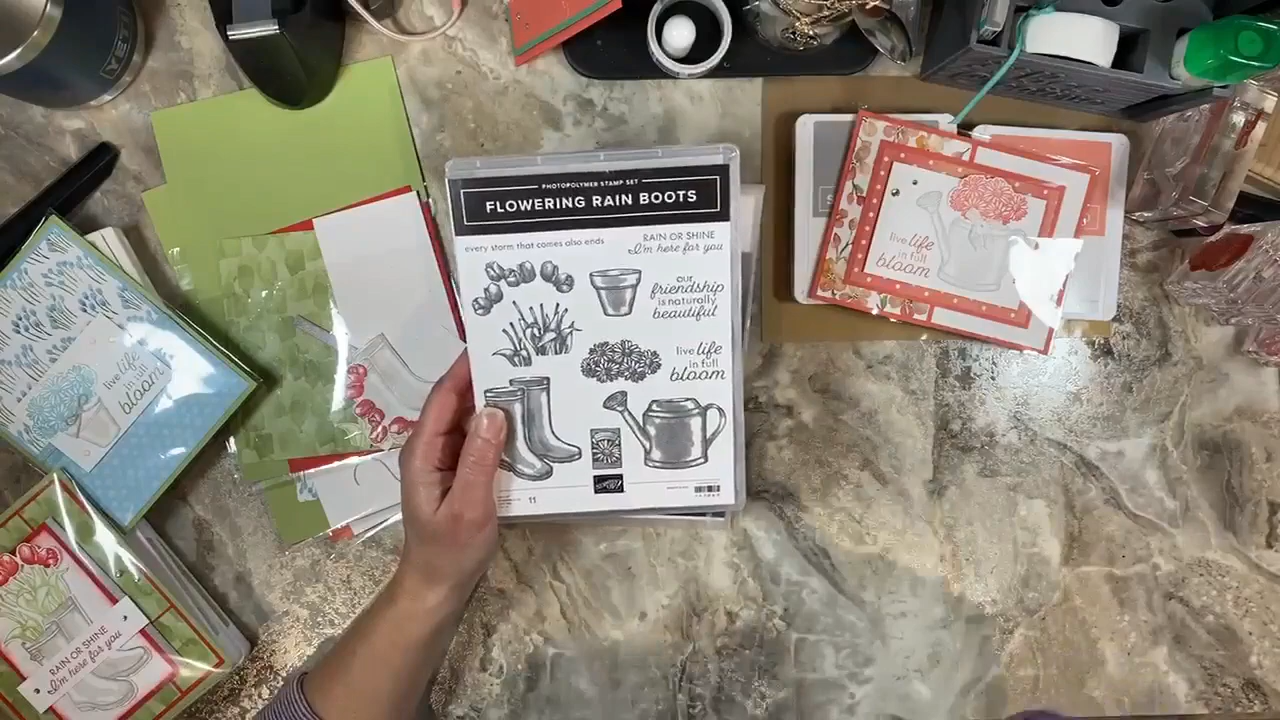 YETI
PHOTOPOLYMER STAMP SET
FLOWERING RAIN BOOTS
every storm that comes also ends
RAIN OR SHINE
I'm here for you
our
friendship
is naturally
beautiful
live life
in full
bloom
11
live life
in full
bloom
live life
in full
bloom
RAIN OR SHINE
I'm here for you